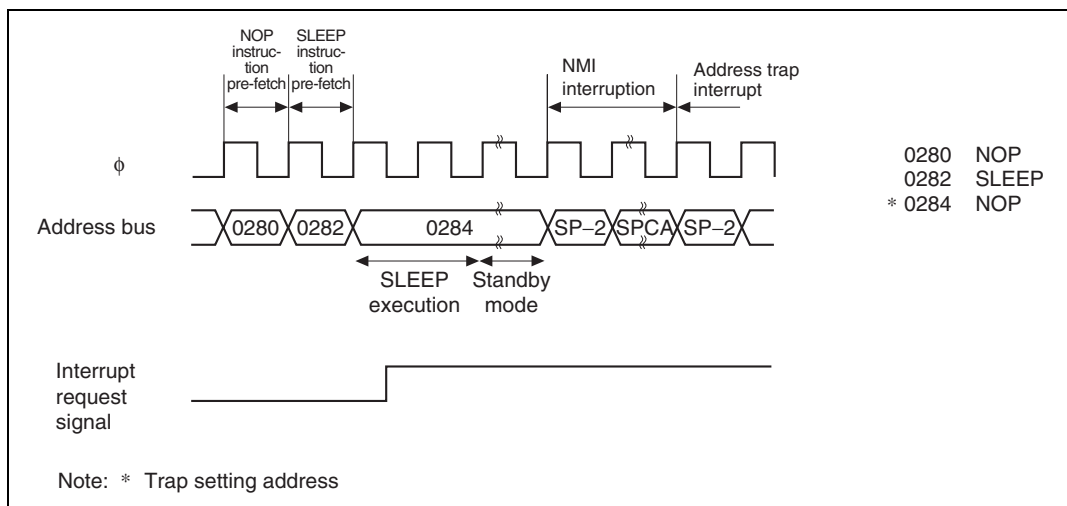 NOP
instruc-
tion
pre-fetch
SLEEP
instruc-
tion
pre-fetch
NMI
interruption
Address trap
interrupt
φ
0280 NOP
0282 SLEEP
* 0284 NOP
Address bus
0280
0282
0284
SP–2
SPCA
SP–2
SLEEP
execution
Standby
mode
Interrupt
request
signal
Note: * Trap setting address